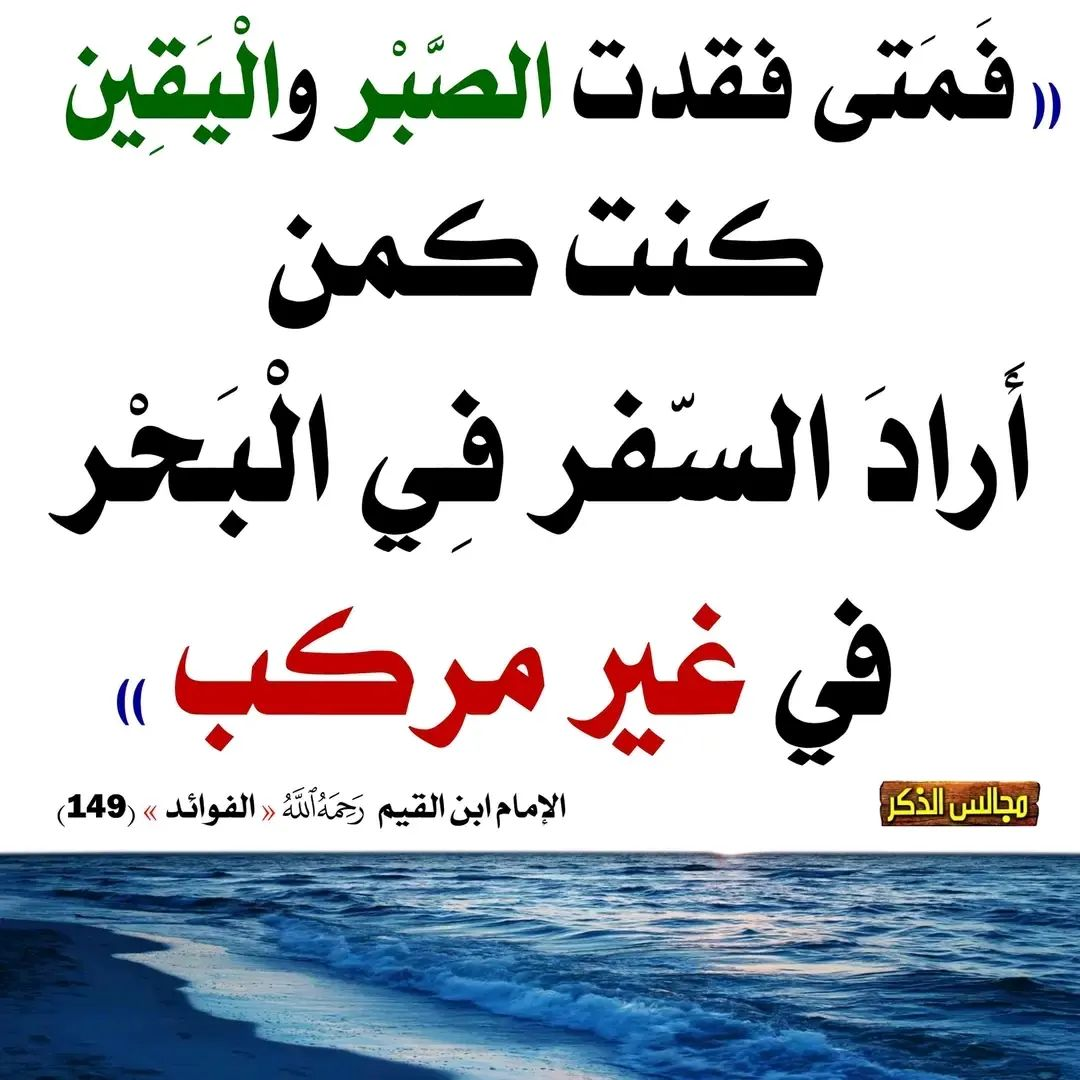 (( فَمَتى فقدت الصَّبْر والْيَقِين
كنت كمن
أَرادَ السّفر فِي الْبَحْر
في غير مركب ))
الإمام ابن القيم رَحِمَهُ ٱللَّهُ « الفوائد » (149)
مجالس الذكر